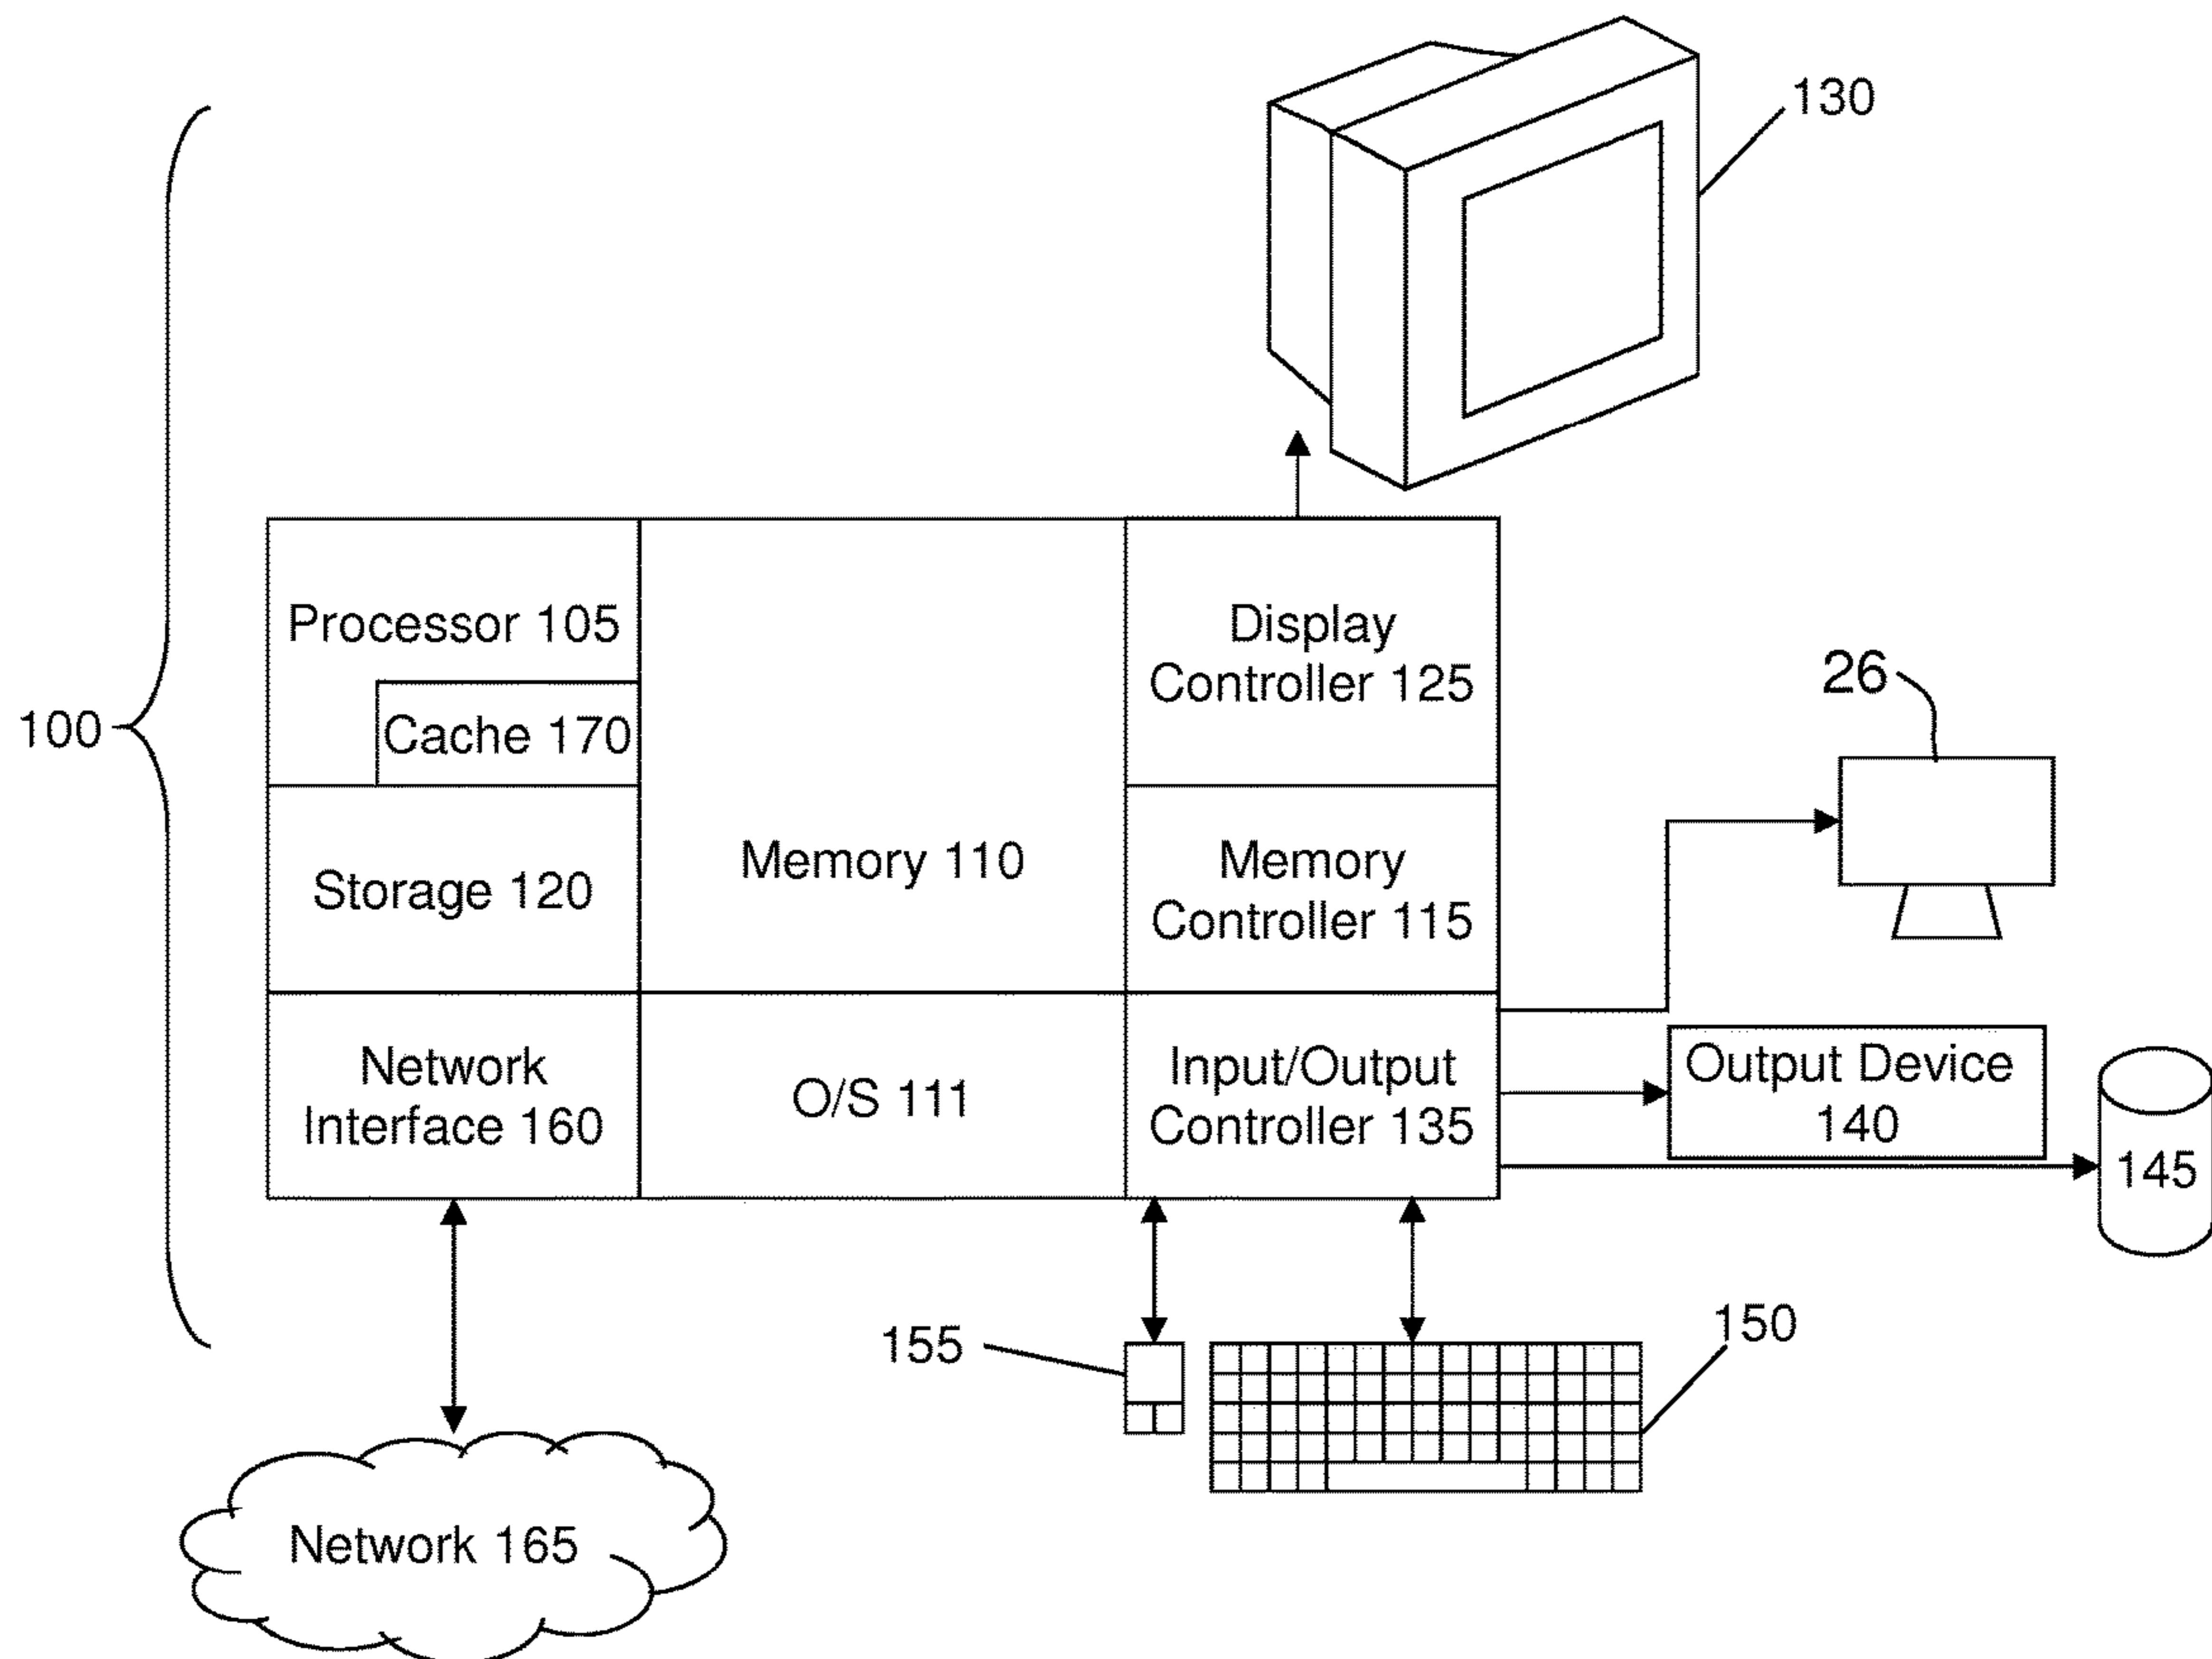 130
Processor 105
Display
Controller 125
26
100
Cache 170
Storage 120
Memory 110
Memory
Controller 115
Network
Interface 160
O/S 111
Input/Output
Controller 135
Output Device
140
145
155
150
Network 165